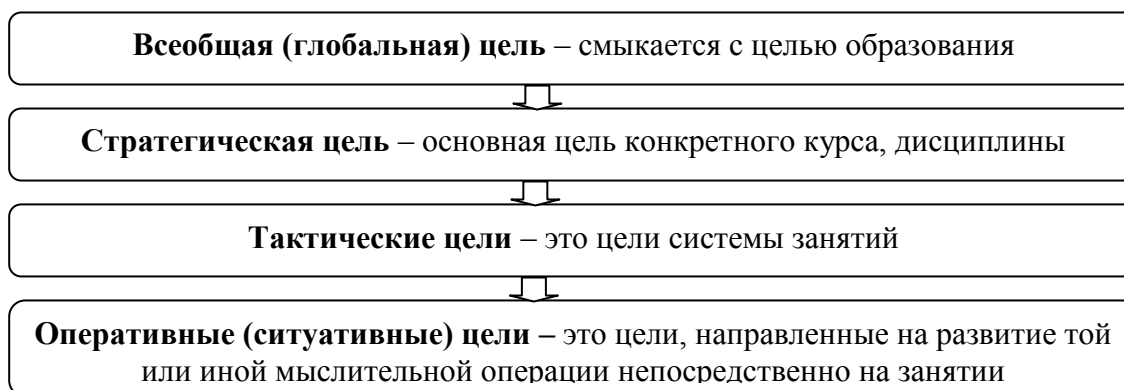 Всеобщая (глобальная) цель – смыкается с целью образования
Стратегическая цель – основная цель конкретного курса, дисциплины
Тактические цели – это цели системы занятий
Оперативные (ситуативные) цели – это цели, направленные на развитие той
или иной мыслительной операции непосредственно на занятии